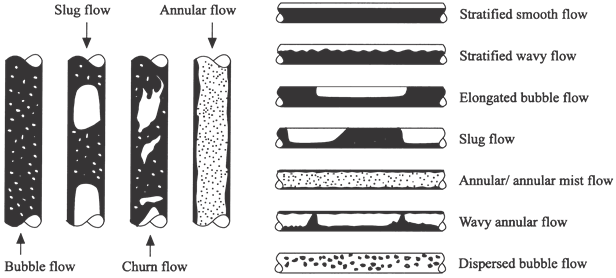 Slug flow
Annular flow
Bubble flow
Churn flow
Stratified smooth flow
Stratified wavy flow
Elongated bubble flow
Slug flow
Annular/ annular mist flow
Wavy annular flow
Dispersed bubble flow